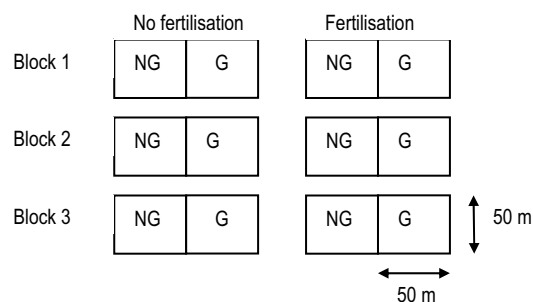 No fertilisation Fertilisation
Block 1 NG G NG G
Block 2 NG G NG G
Block 3 NG G NG G 50 m
50 m